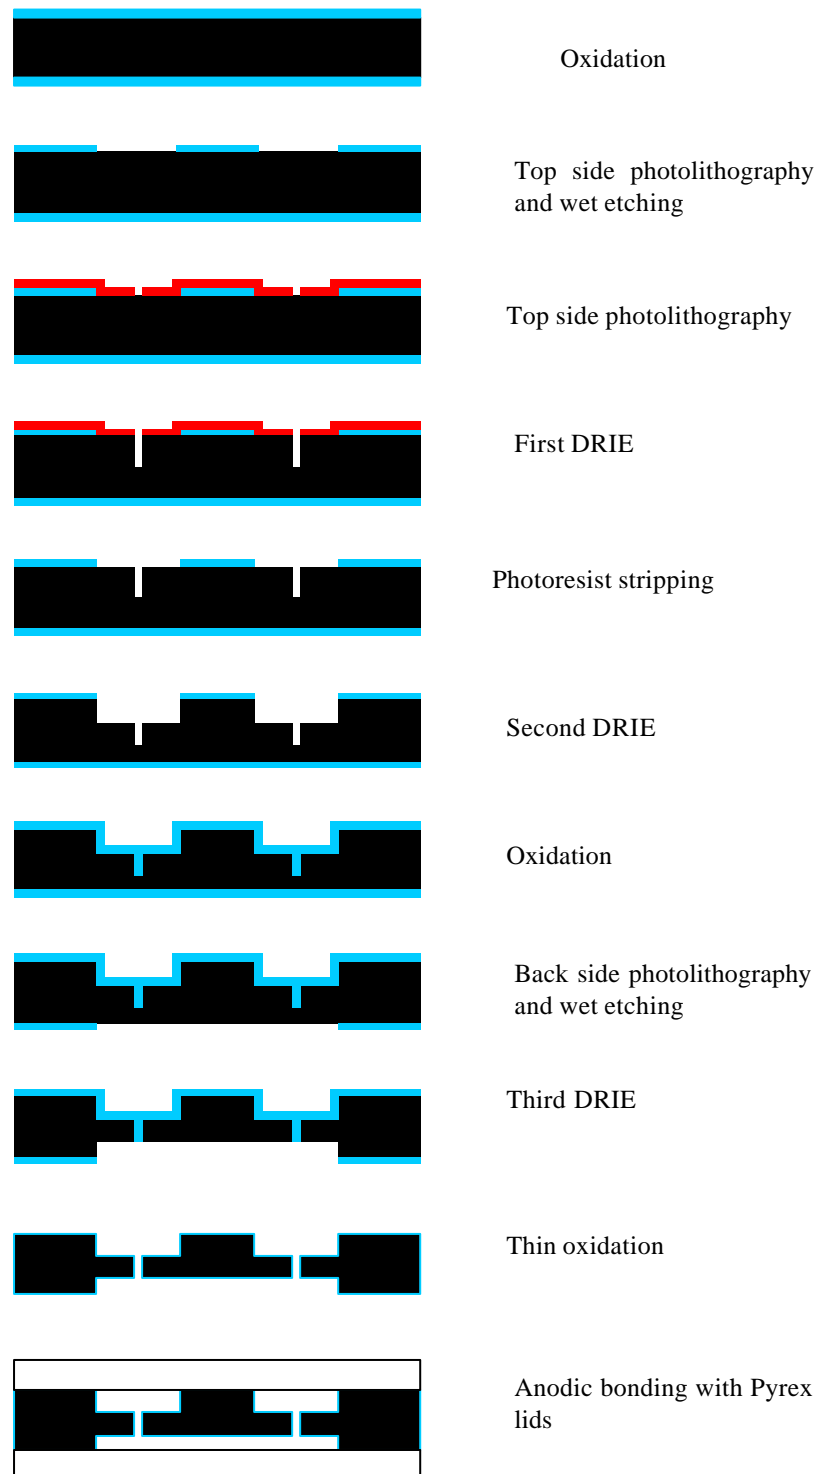 Oxidation
Top side photolithography
and wet etching
Top side photolithography
First DRIE
Photoresist stripping
Second DRIE
Oxidation
Back side photolithography
and wet etching
Third DRIE
Thin oxidation
Anodic bonding with Pyrex
lids